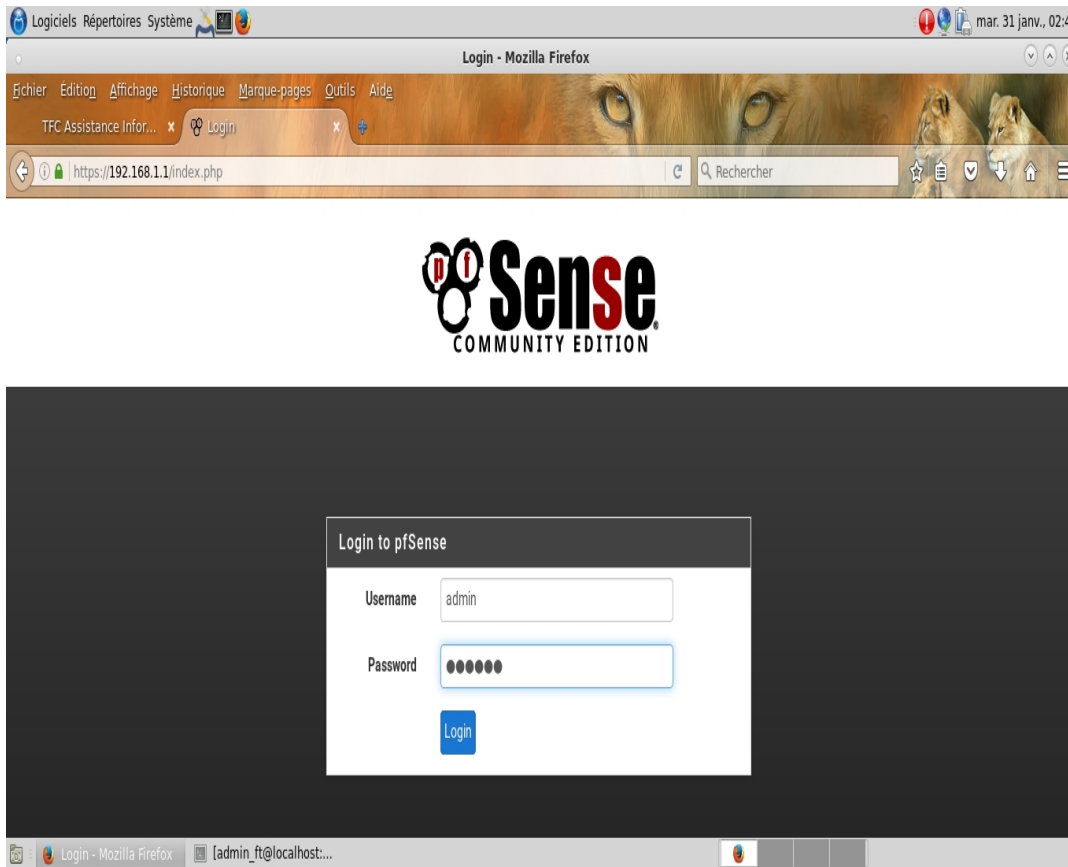 Logiciels Répertoires Système
mar. 31 janv., 02:4
Login - Mozilla Firefox
Fichier Édition Affichage Historique Marque-pages Outils Aide
TFC Assistance Infor... Login
https://192.168.1.1/index.php
Rechercher
pf Sense
COMMUNITY EDITION
Login to pfSense
Username admin
Password ●●●●●●
Login
Login - Mozilla Firefox
[admin_ft@localhost:...